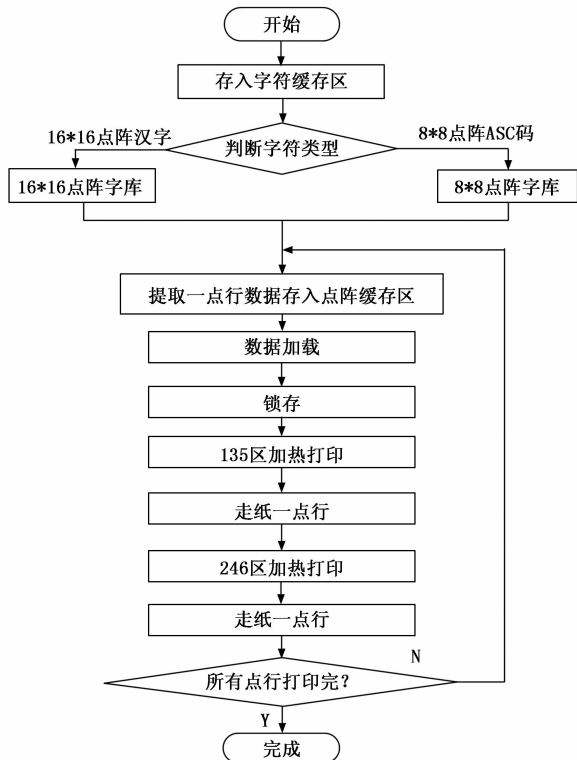 开始
存入字符缓存区
16*16点阵汉字
判断字符类型
8*8点阵ASC码
16*16点阵字库
8*8点阵字库
提取一点行数据存入点阵缓存区
数据加载
锁存
135区加热打印
走纸一点行
246区加热打印
走纸一点行
N
所有点行打印完？
Y
完成